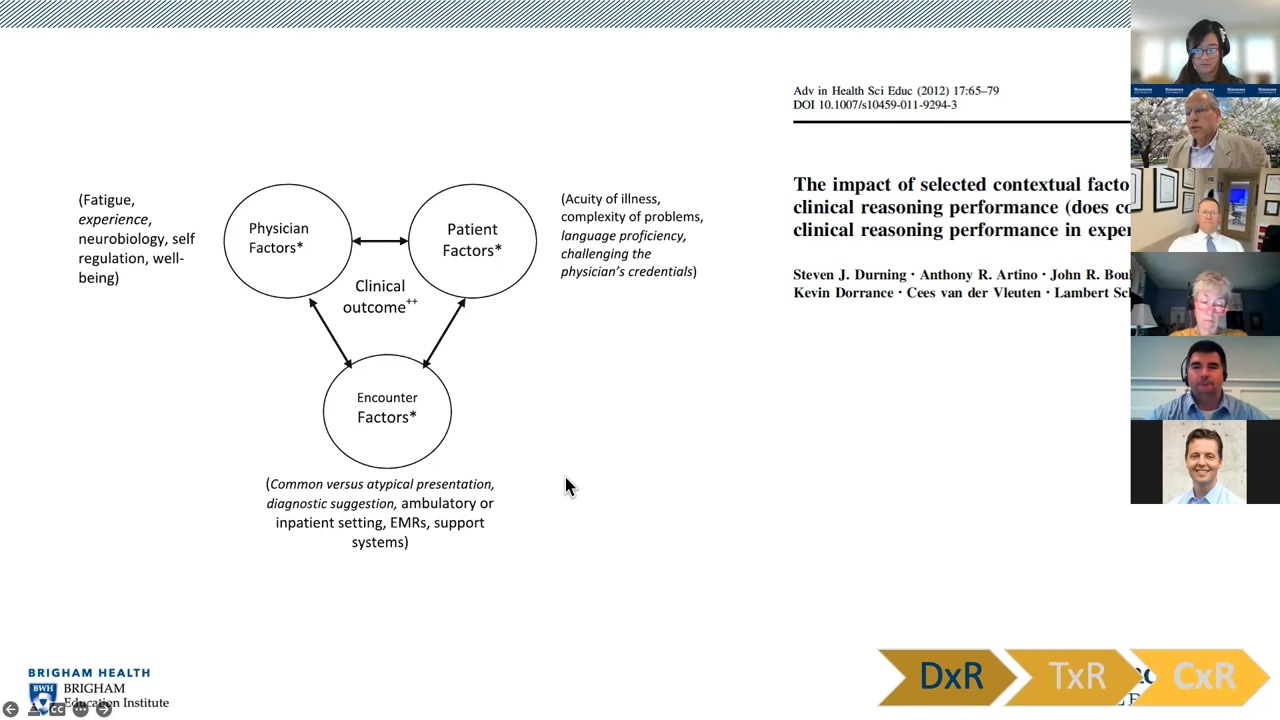 Adv in Health Sci Educ (2012) 17:65–79
DOI 10.1007/s10459-011-9294-3
The impact of selected contextual facto
clinical reasoning performance (does co
clinical reasoning performance in exper
Steven J. Durning · Anthony R. Artino · John R. Boul
Kevin Dorrance · Cees van der Vleuten · Lambert Sc
(Fatigue,
experience,
neurobiology, self
regulation, well-
being)
Physician
Factors*
Patient
Factors*
(Acuity of illness,
complexity of problems,
language proficiency,
challenging the
physician's credentials)
Clinical
outcome++
Encounter
Factors*
(Common versus atypical presentation,
diagnostic suggestion, ambulatory or
inpatient setting, EMRs, support
systems)
BRIGHAM HEALTH
BWH
BRIGHAM
Education Institute
CC
DxR
TxR
CxR